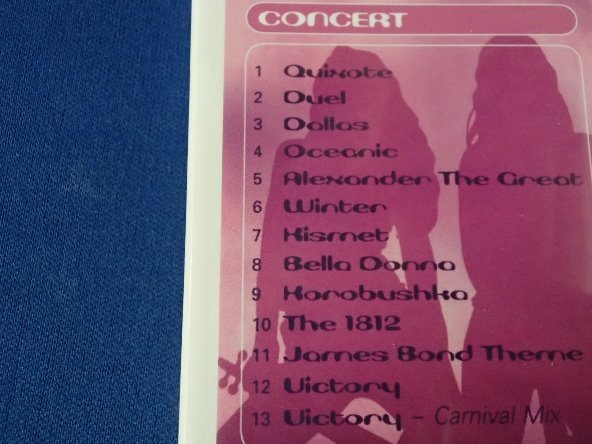 CONCERT
1 Quixote
2 Duel
3 Dallas
4 Oceanic
5 Alexander The Great
6 Winter
7 Kismet
8 Bella Donna
9 Korobushka
10 The 1812
11 James Bond Theme
12 Victory
13 Victory – Carnival Mix